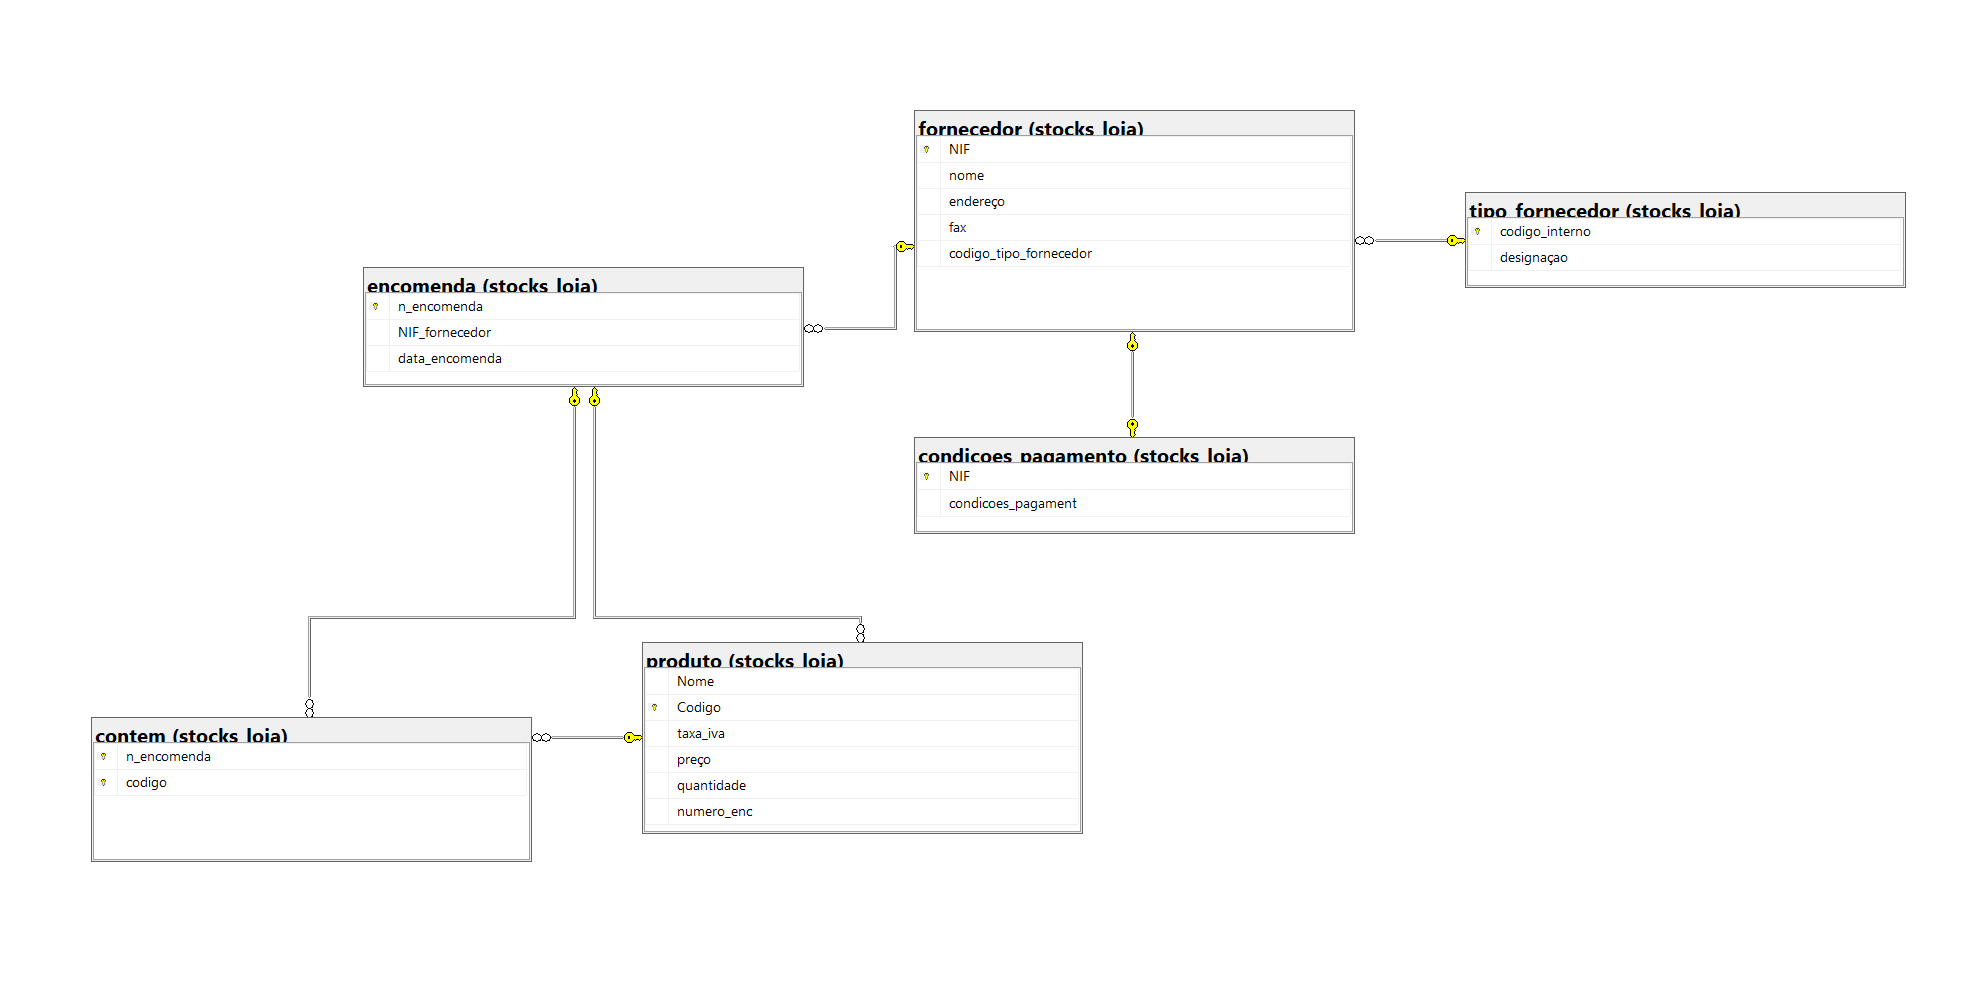 fornecedor (stocks_loja)
NIF
nome
endereço
fax
codigo_tipo_fornecedor
tipo_fornecedor (stocks_loja)
codigo_interno
designaçao
encomenda (stocks_loja)
n_encomenda
NIF_fornecedor
data_encomenda
condicoes_pagamento (stocks_loja)
NIF
condicoes_pagament
produto (stocks_loja)
Nome
Codigo
taxa_iva
preço
quantidade
numero_enc
contem (stocks_loja)
n_encomenda
codigo